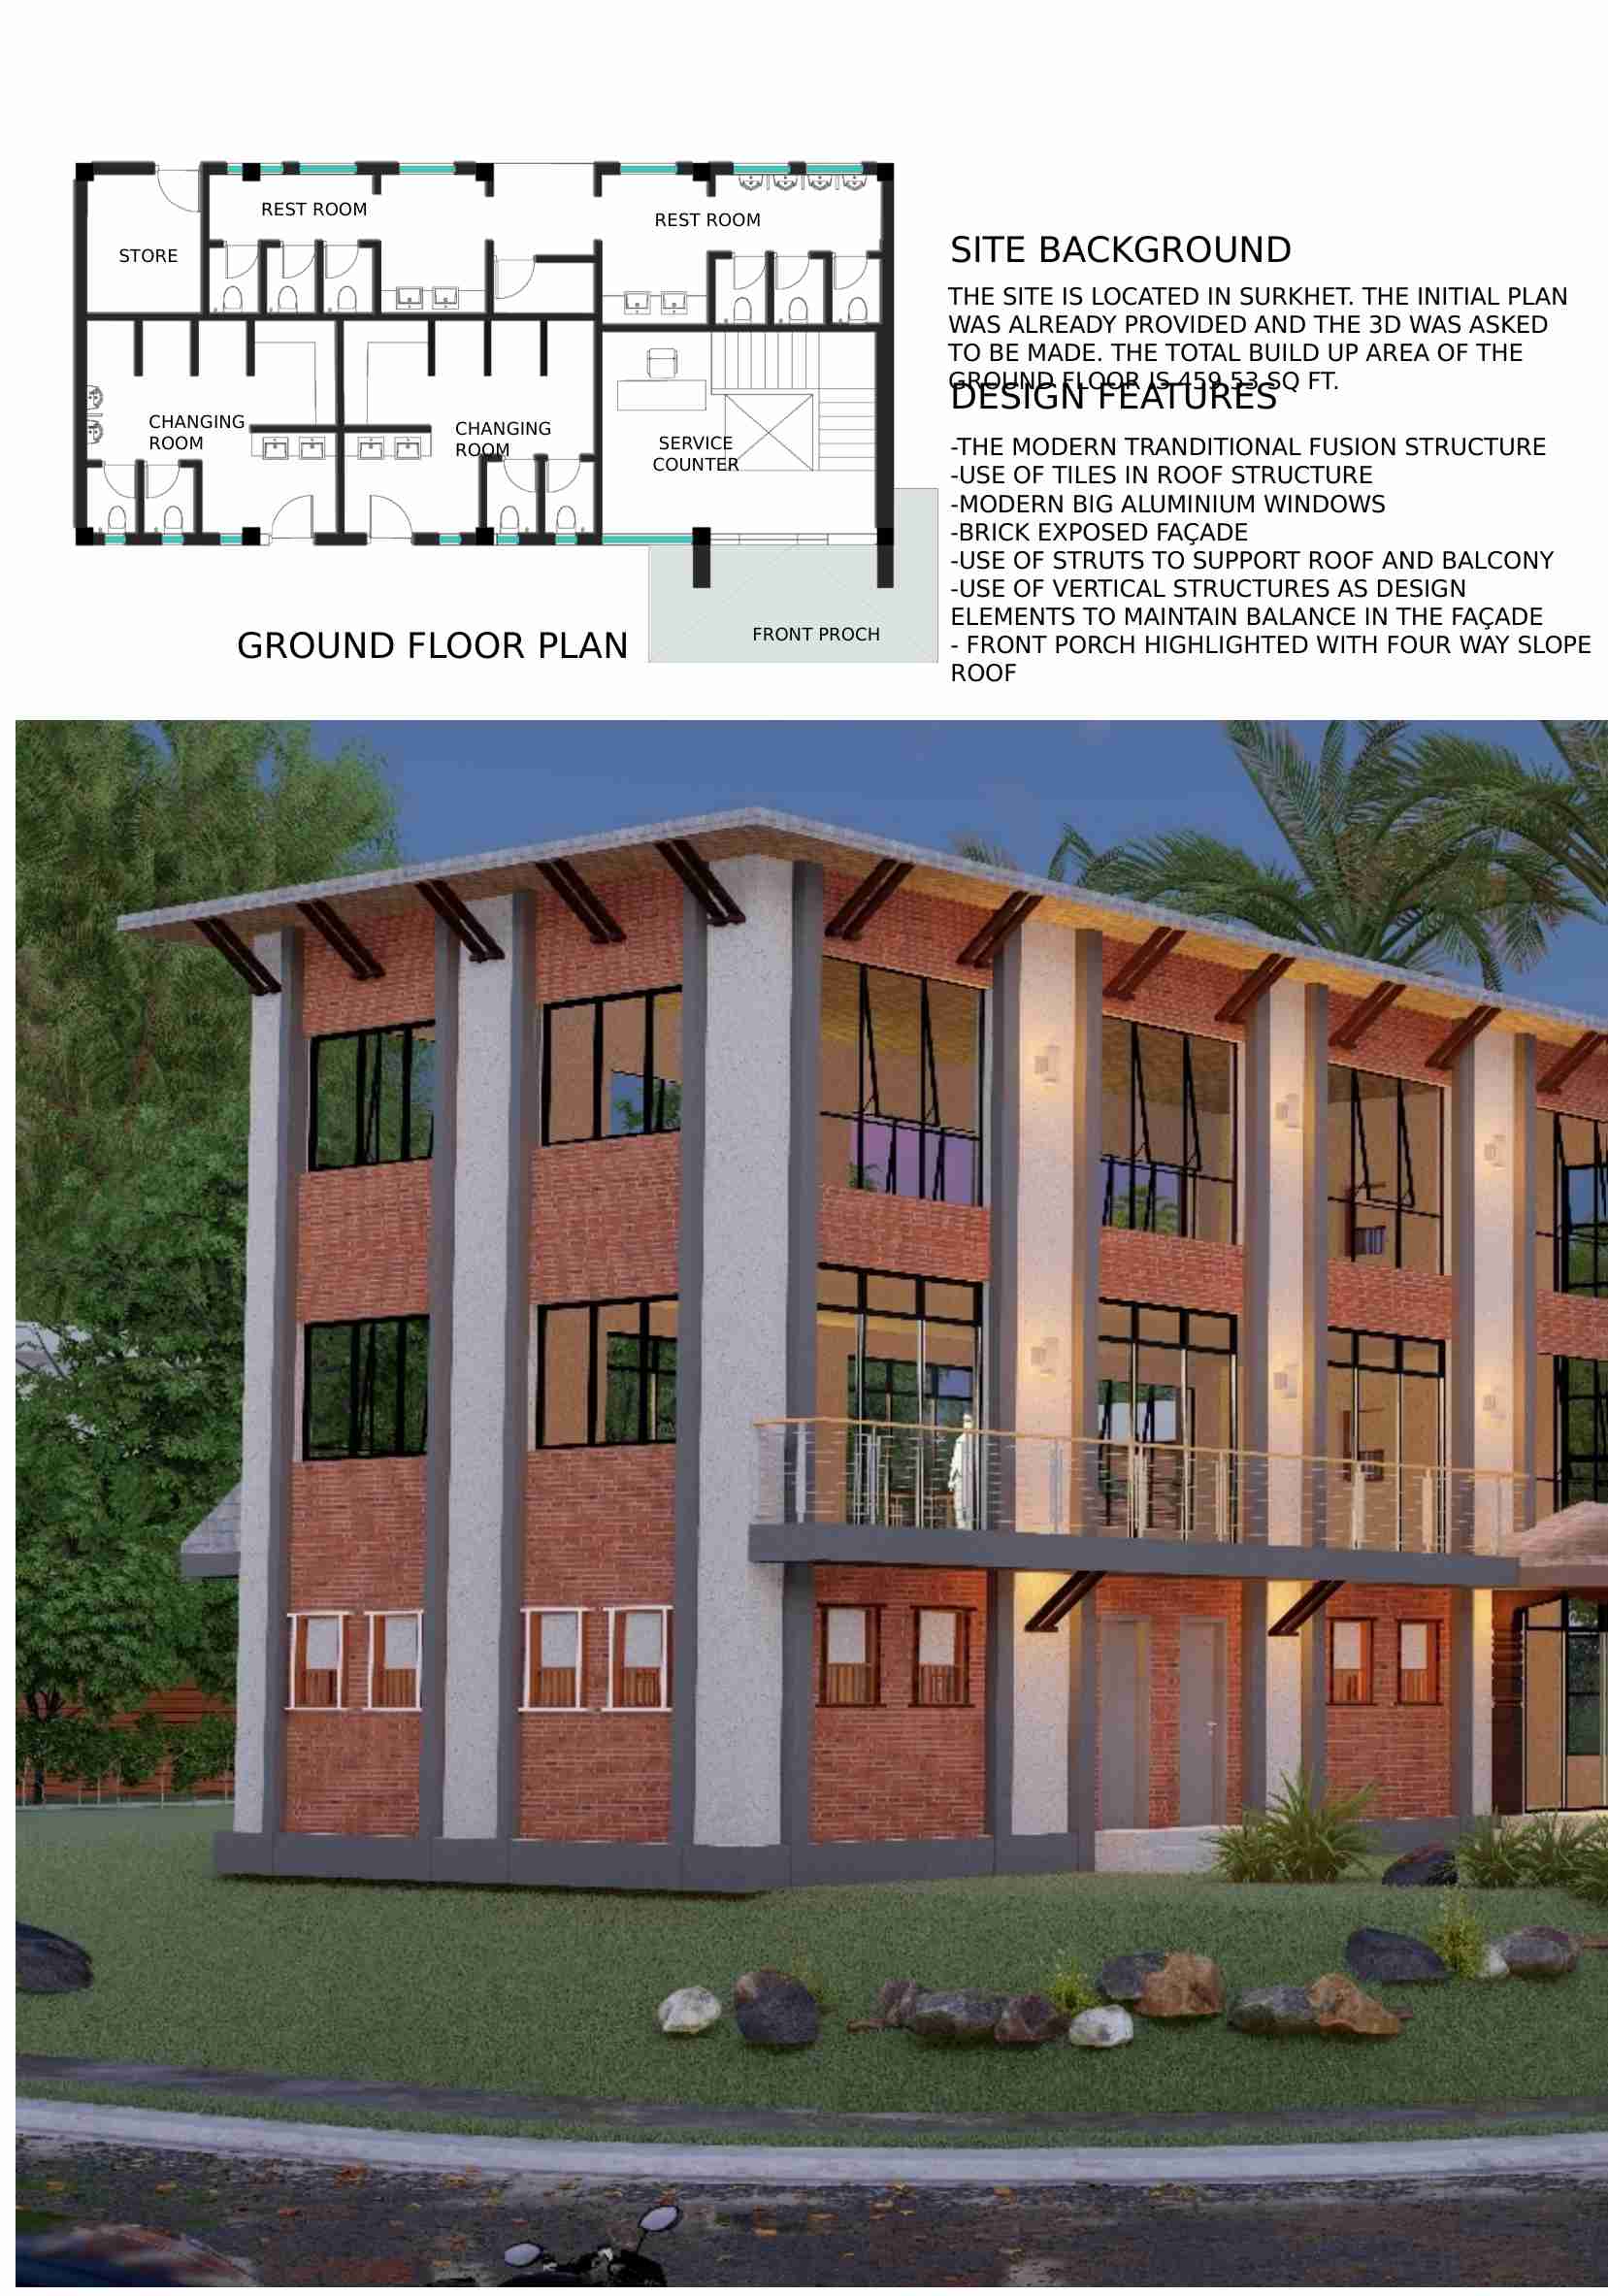 REST ROOM
REST ROOM
STORE
CHANGING
ROOM
CHANGING
ROOM
SERVICE
COUNTER
FRONT PROCH
GROUND FLOOR PLAN
SITE BACKGROUND
THE SITE IS LOCATED IN SURKHET. THE INITIAL PLAN
WAS ALREADY PROVIDED AND THE 3D WAS ASKED
TO BE MADE. THE TOTAL BUILD UP AREA OF THE
GROUND FLOOR IS 459.53 SQ FT.
DESIGN FEATURES
-THE MODERN TRANDITIONAL FUSION STRUCTURE
-USE OF TILES IN ROOF STRUCTURE
-MODERN BIG ALUMINIUM WINDOWS
-BRICK EXPOSED FAÇADE
-USE OF STRUTS TO SUPPORT ROOF AND BALCONY
-USE OF VERTICAL STRUCTURES AS DESIGN
ELEMENTS TO MAINTAIN BALANCE IN THE FAÇADE
- FRONT PORCH HIGHLIGHTED WITH FOUR WAY SLOPE
ROOF